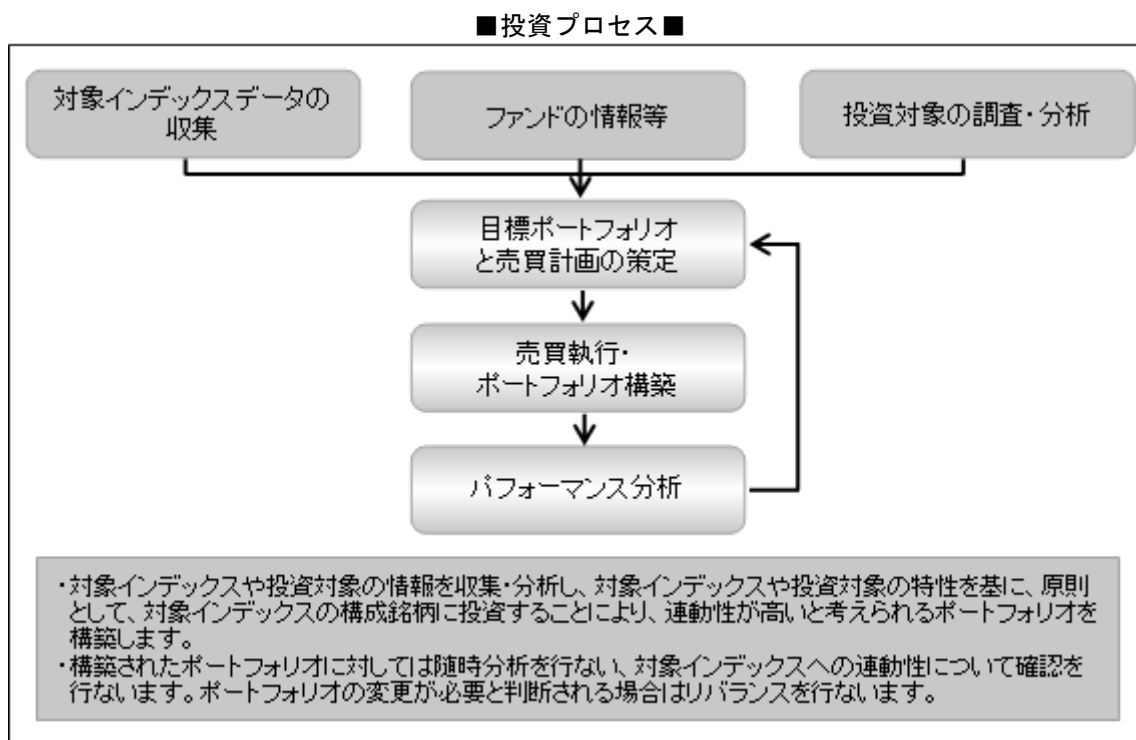 ■投資プロセス■
対象インデックスデータの
収集
ファンドの情報等
投資対象の調査・分析
目標ポートフォリオ
と売買計画の策定
売買執行・
ポートフォリオ構築
パフォーマンス分析
・対象インデックスや投資対象の情報を収集・分析し、対象インデックスや投資対象の特性を基に、原則
として、対象インデックスの構成銘柄に投資することにより、連動性が高いと考えられるポートフォリオを
構築します。
・構築されたポートフォリオに対しては随時分析を行ない、対象インデックスへの連動性について確認を
行ないます。ポートフォリオの変更が必要と判断される場合はリバランスを行ないます。